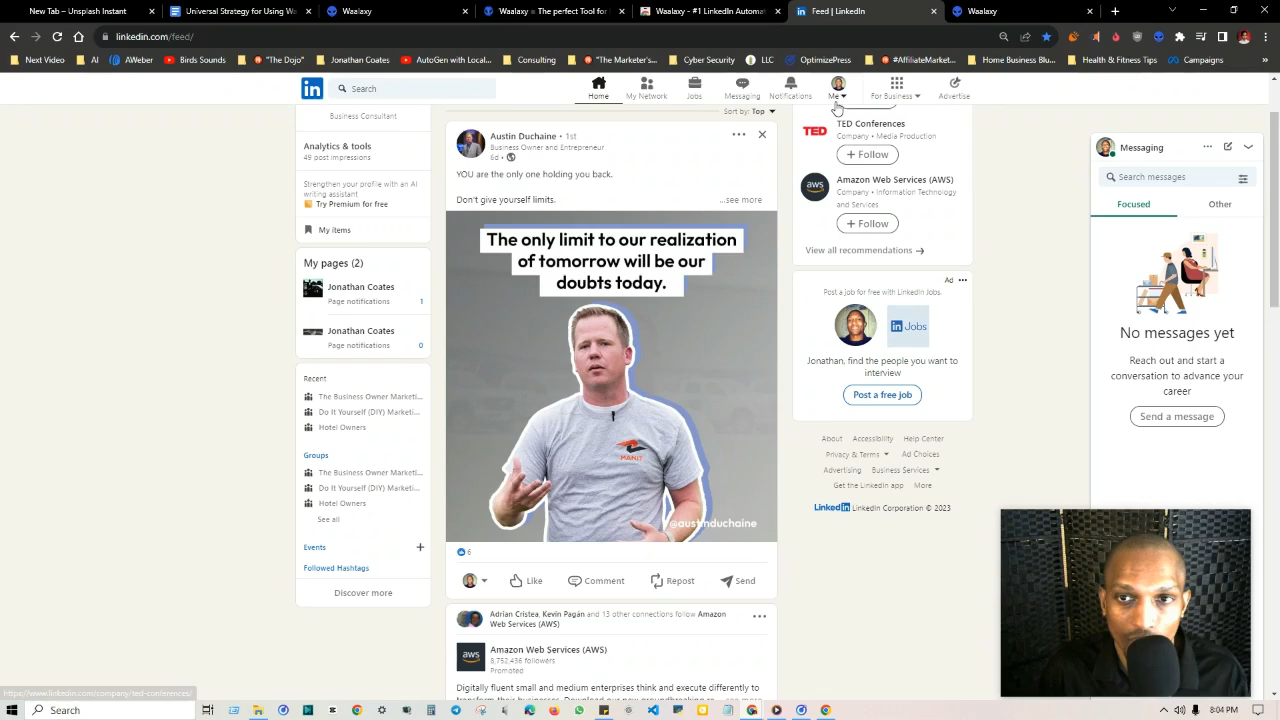 Waalaxy - Unsplash Instant
Universal Strategy for Using Wa
Waalaxy
Waalaxy = The perfect Tool for
Waalaxy - #1 LinkedIn Automat
Feed | LinkedIn
Waalaxy
linkedin.com/feed/
Next Video
AI
AWeber
Birds Sounds
"The Dojo"
Jonathan Coates
AutoGen with Local...
Consulting
"The Marketer's...
Cyber Security
LLC
OptimizePress
#AffiliateMarket...
Home Business Blu...
Health & Fitness Tips
Campaigns
in
Search
Home
My Network
Jobs
Messaging
Notifications
Me
For Business
Advertise
Business Consultant
Analytics & tools
49 post impressions
Strengthen your profile with an AI
writing assistant
Try Premium for free
My items
My pages (2)
Jonathan Coates
Page notifications 1
Jonathan Coates
Page notifications 0
Recent
The Business Owner Marketi...
Do It Yourself (DIY) Marketi...
Hotel Owners
Groups
The Business Owner Marketi...
Do It Yourself (DIY) Marketi...
Hotel Owners
See all
Events
Followed Hashtags
Discover more
Sort by: Top
Austin Duchaine • 1st
Business Owner and Entrepreneur
6d •
YOU are the only one holding you back.
Don't give yourself limits.
...see more
The only limit to our realization
of tomorrow will be our
doubts today.
MANLY
@austinduchaine
6
Like
Comment
Repost
Send
Adrian Cristea, Kevin Pagán and 13 other connections follow Amazon
Web Services (AWS)
aws
Amazon Web Services (AWS)
8,752,436 followers
Promoted
Digitally fluent small and medium enterprises think and execute differently to
TED
TED Conferences
Company • Media Production
+ Follow
aws
Amazon Web Services (AWS)
Company • Information Technology
and Services
+ Follow
View all recommendations
Ad
Post a job for free with LinkedIn Jobs.
in Jobs
Jonathan, find the people you want to
interview
Post a free job
About
Accessibility
Help Center
Privacy & Terms
Ad Choices
Advertising
Business Services
Get the LinkedIn app
More
LinkedIn LinkedIn Corporation © 2023
Messaging
Search messages
Focused
Other
No messages yet
Reach out and start a
conversation to advance your
career
Send a message
https://www.linkedin.com/company/ted-conferences/
Search
8:04 PM